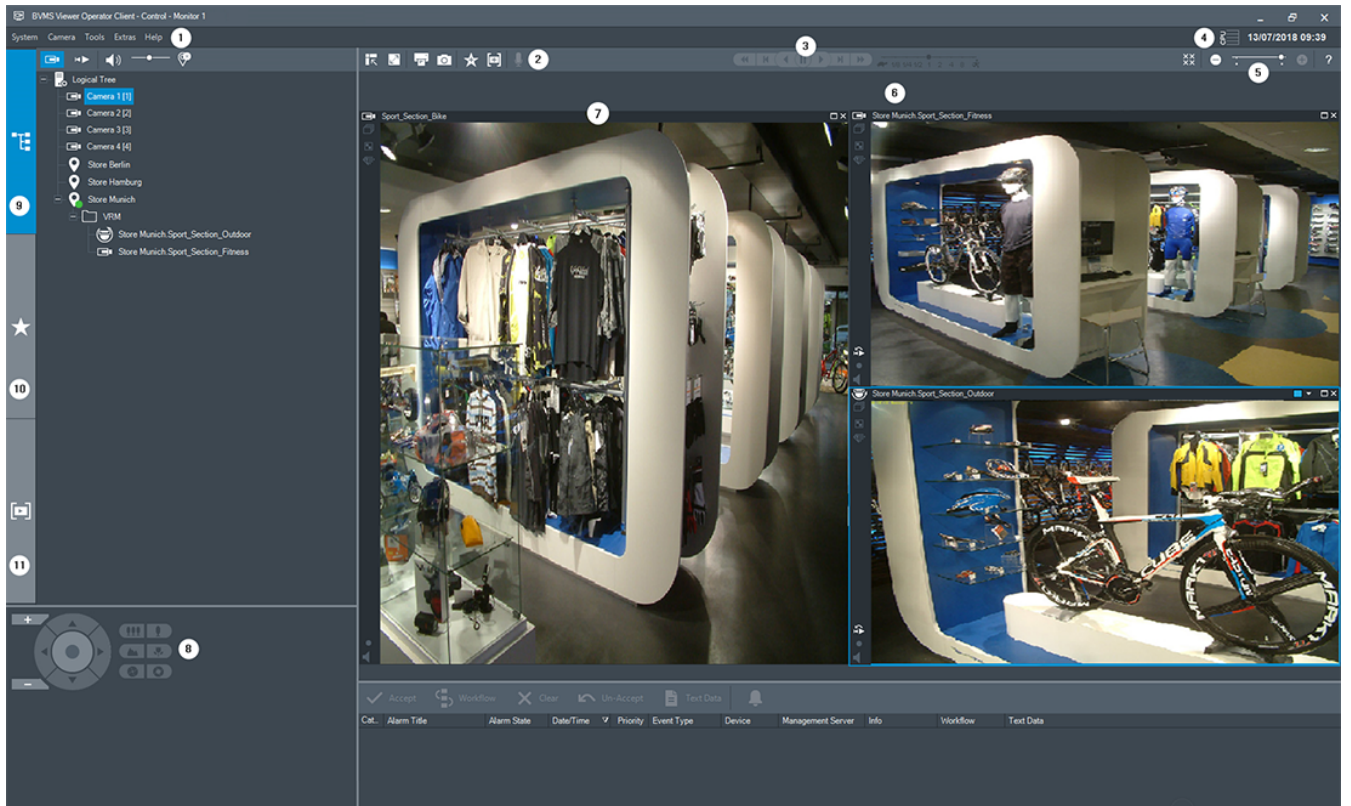 BVMS Viewer Operator Client - Control - Monitor 1
System Camera Tools Extras Help 1
4 13/07/2018 09:39
2
3
5
?
Logical Tree
Camera 1 [1]
Camera 2 [2]
Camera 3 [3]
Camera 4 [4]
Store Berlin
Store Hamburg
Store Munich
VRM
Store Munich.Sport_Section_Outdoor
Store Munich.Sport_Section_Fitness
9
10
11
8
6
7
Sport_Section_Bike
Store Munich.Sport_Section_Fitness
Store Munich.Sport_Section_Outdoor
CUBE
Accept Workflow Clear Un-Accept Text Data
Cat.. Alarm Title Alarm State Date/Time Priority Event Type Device Management Server Info Workflow Text Data